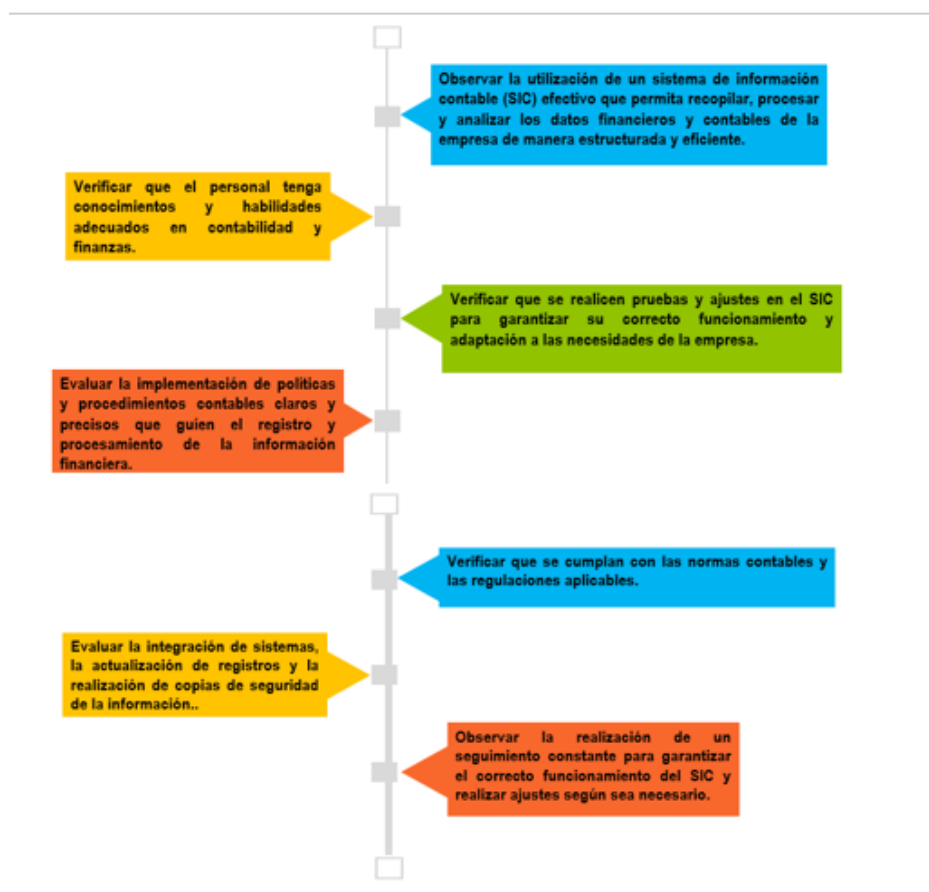 Observar la utilización de un sistema de información
contable (SIC) efectivo que permita recopilar, procesar
y analizar los datos financieros y contables de la
empresa de manera estructurada y eficiente.
Verificar que el personal tenga
conocimientos y habilidades
adecuados en contabilidad y
finanzas.
Verificar que se realicen pruebas y ajustes en el SIC
para garantizar su correcto funcionamiento y
adaptación a las necesidades de la empresa.
Evaluar la implementación de políticas
y procedimientos contables claros y
precisos que guíen el registro y
procesamiento de la información
financiera.
Verificar que se cumplan con las normas contables y
las regulaciones aplicables.
Evaluar la integración de sistemas,
la actualización de registros y la
realización de copias de seguridad
de la información..
Observar la realización de un
seguimiento constante para garantizar
el correcto funcionamiento del SIC y
realizar ajustes según sea necesario.